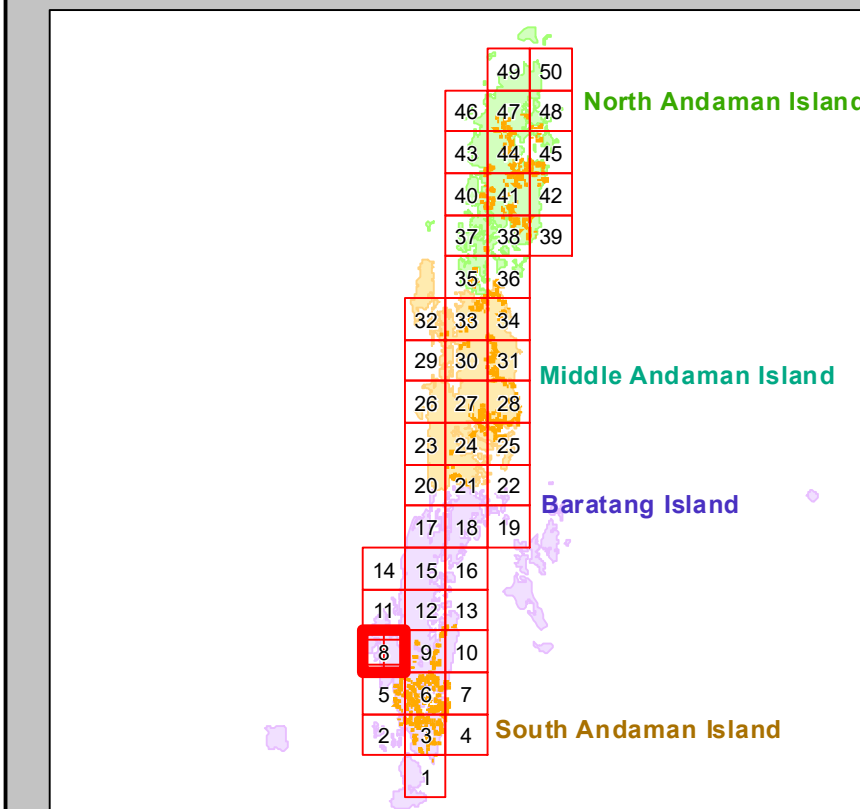 49 50
North Andaman Island
46 47 48
43 44 45
40 41 42
37 38 39
35 36
32 33 34
29 30 31
Middle Andaman Island
26 27 28
23 24 25
20 21 22
Baratang Island
17 18 19
14 15 16
11 12 13
8 9 10
5 6 7
2 3 4
South Andaman Island
1